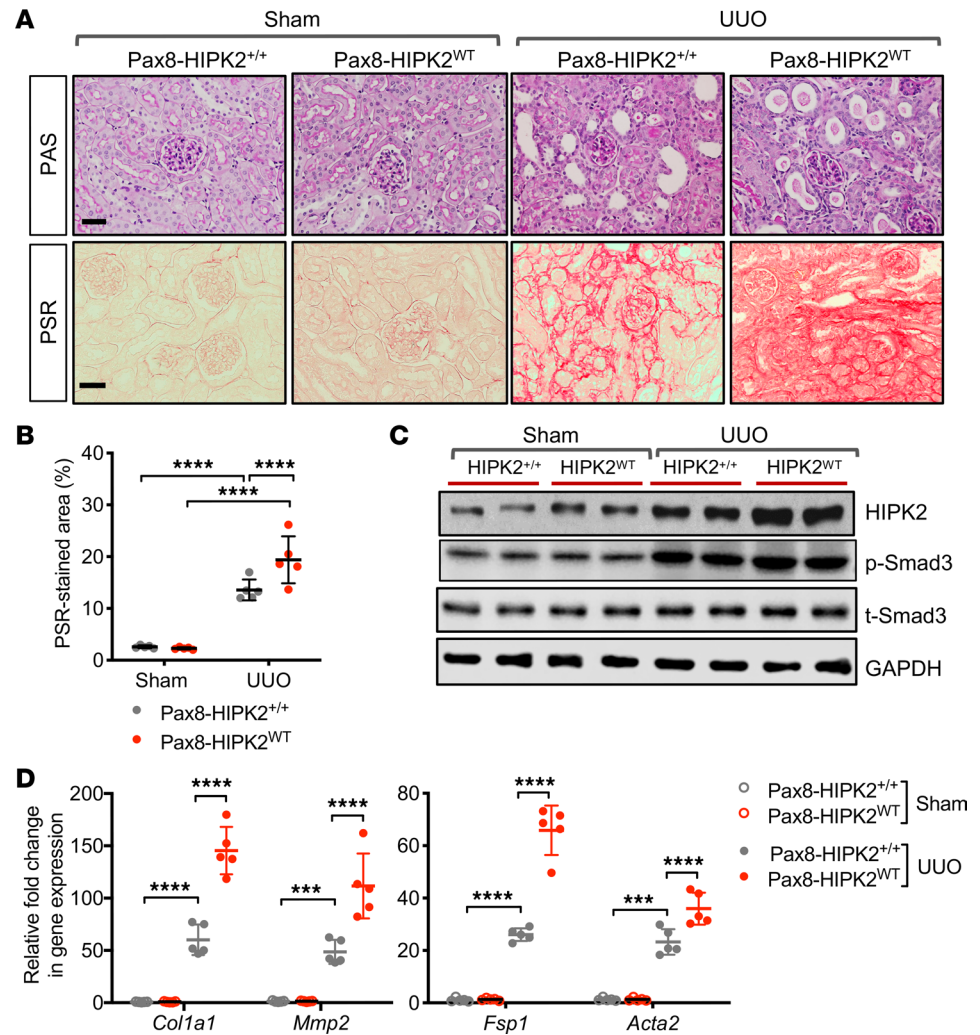 A
Sham
UUO
Pax8-HIPK2+/+
Pax8-HIPK2WT
Pax8-HIPK2+/+
Pax8-HIPK2WT
PAS
PSR
B
PSR-stained area (%)
40
30
20
10
0
****
****
****
Sham
UUO
Pax8-HIPK2+/+
Pax8-HIPK2WT
C
Sham
UUO
HIPK2+/+
HIPK2WT
HIPK2+/+
HIPK2WT
HIPK2
p-Smad3
t-Smad3
GAPDH
D
Relative fold change
in gene expression
200
150
100
50
0
****
****
****
***
Col1a1
Mmp2
80
60
40
20
0
****
****
****
***
Fsp1
Acta2
Pax8-HIPK2+/+
Pax8-HIPK2WT
Sham
Pax8-HIPK2+/+
Pax8-HIPK2WT
UUO